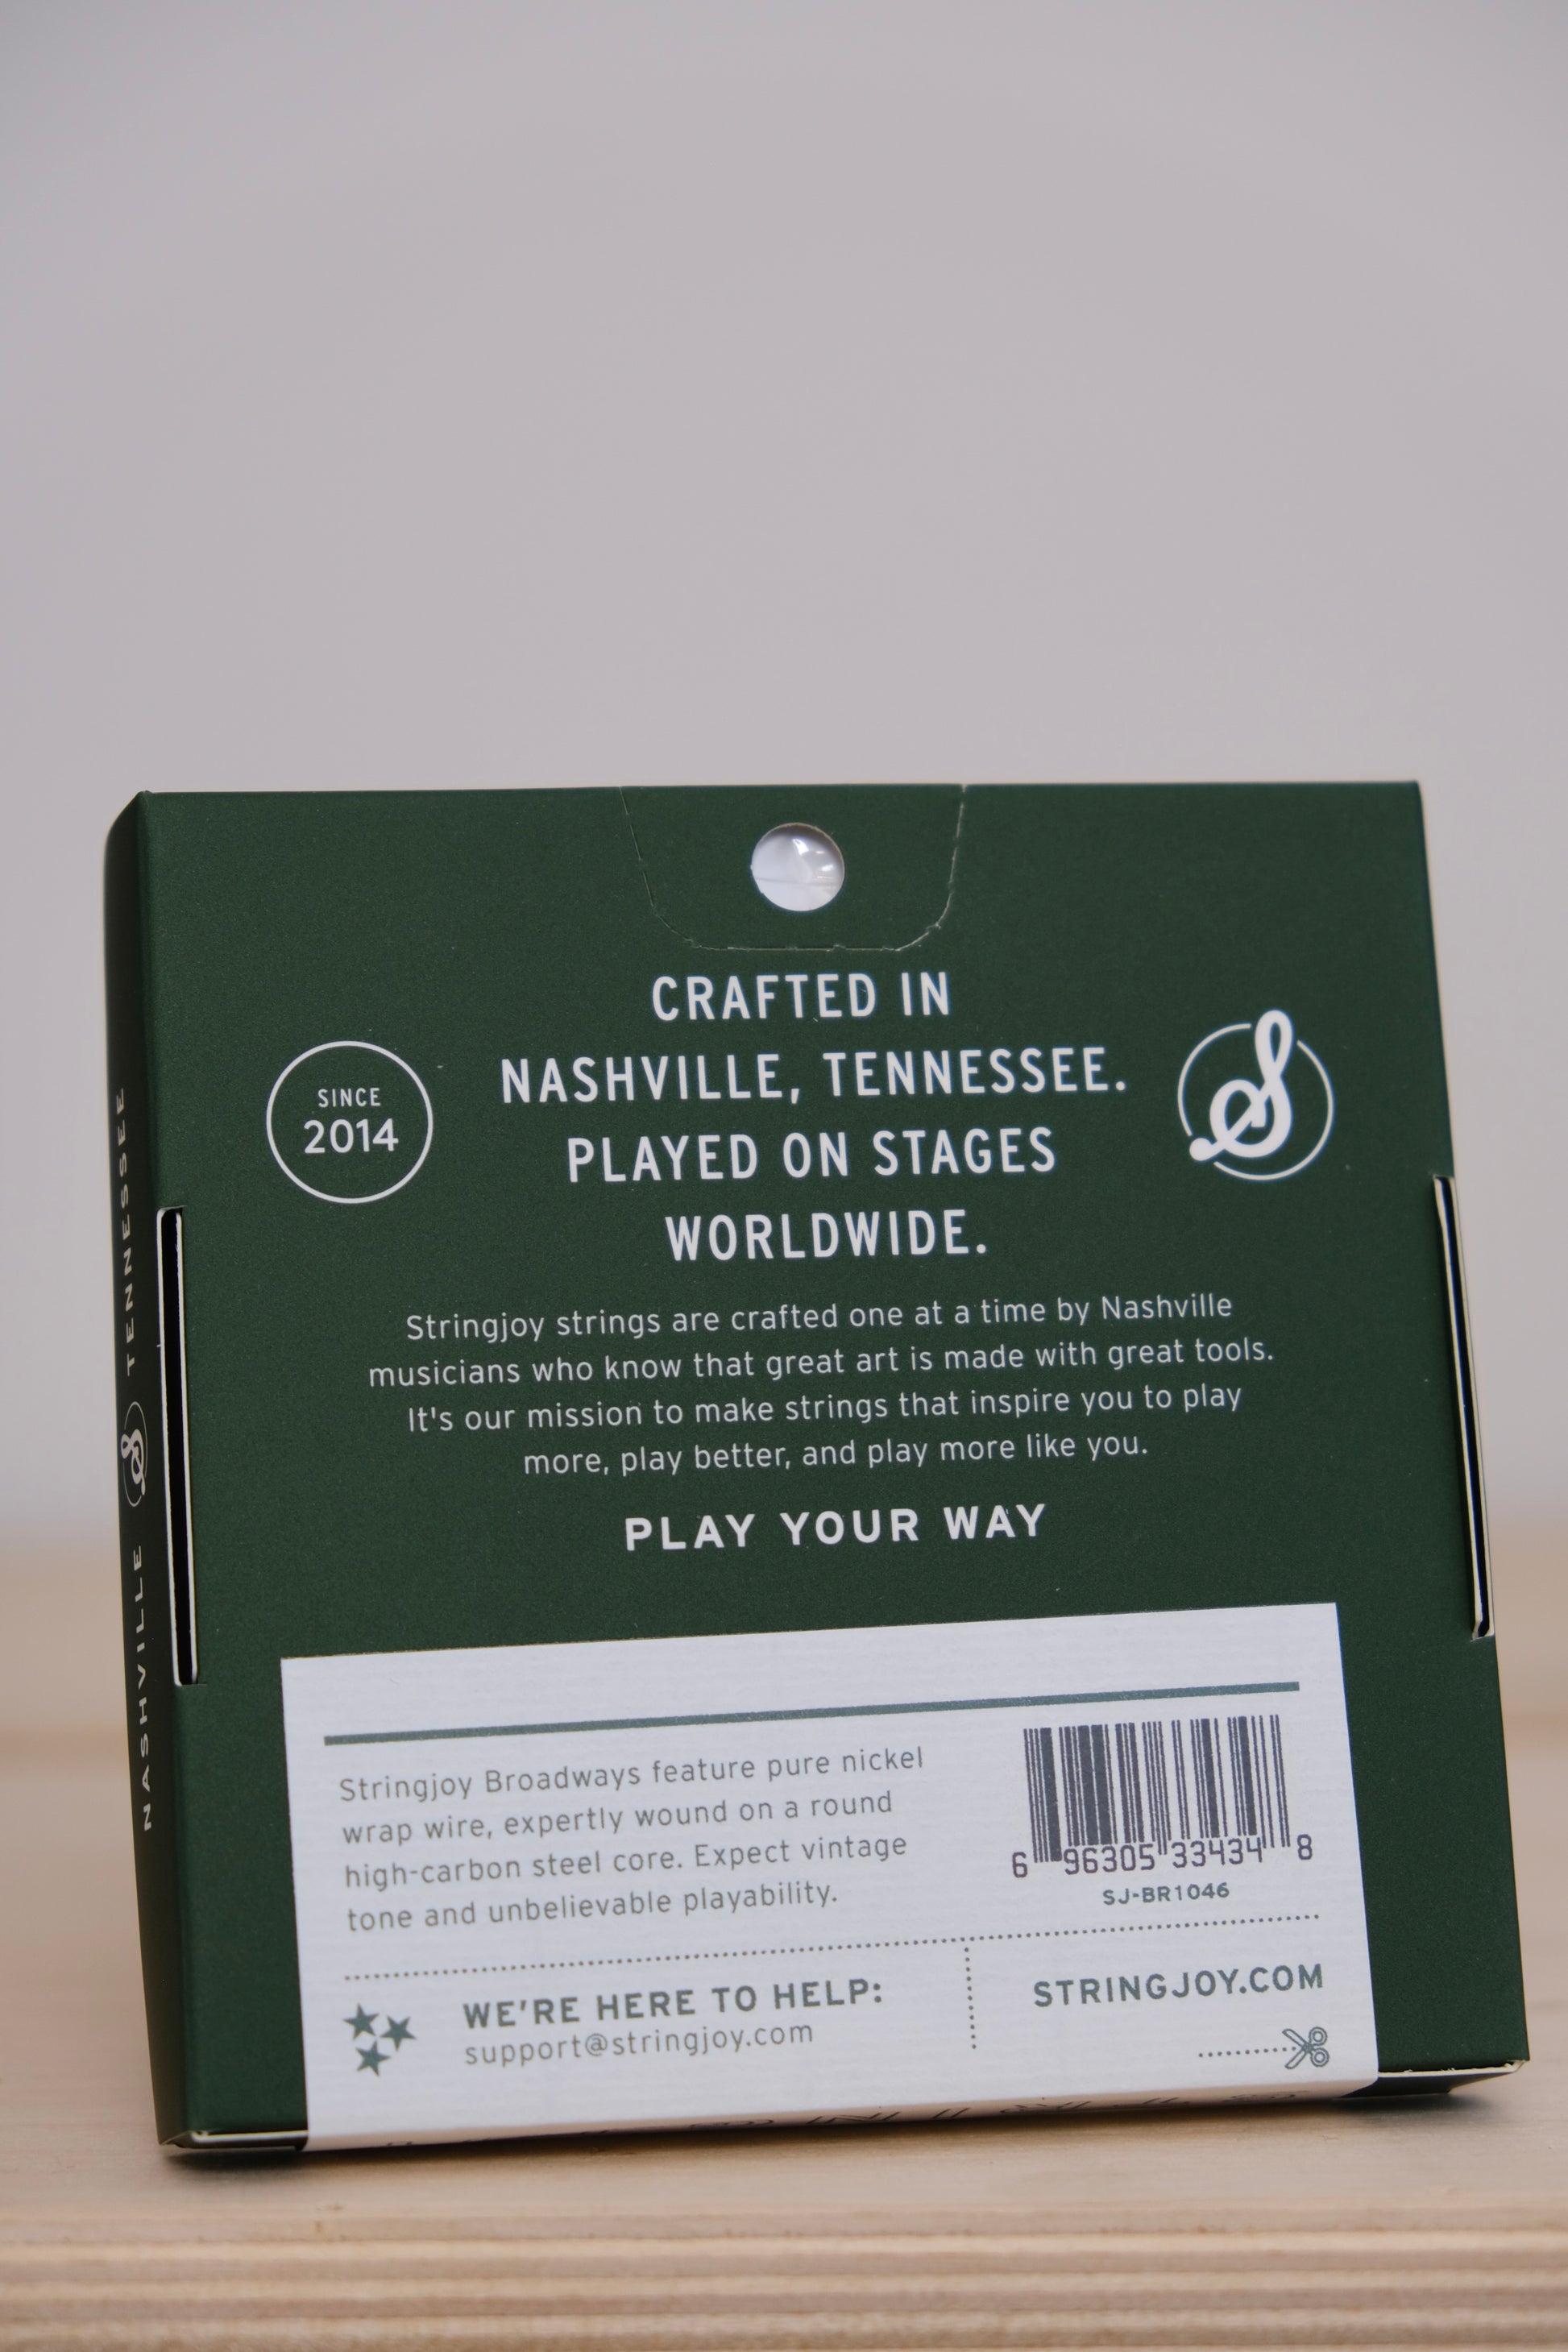 CRAFTED IN
NASHVILLE, TENNESSEE.
PLAYED ON STAGES
WORLDWIDE.
SINCE
2014
Stringjoy strings are crafted one at a time by Nashville
musicians who know that great art is made with great tools.
It's our mission to make strings that inspire you to play
more, play better, and play more like you.
PLAY YOUR WAY
NASHVILLE TENNESSEE
Stringjoy Broadways feature pure nickel
wrap wire, expertly wound on a round
high-carbon steel core. Expect vintage
tone and unbelievable playability.
6 96305 33434 8
SJ-BR1046
WE'RE HERE TO HELP:
support@stringjoy.com
STRINGJOY.COM